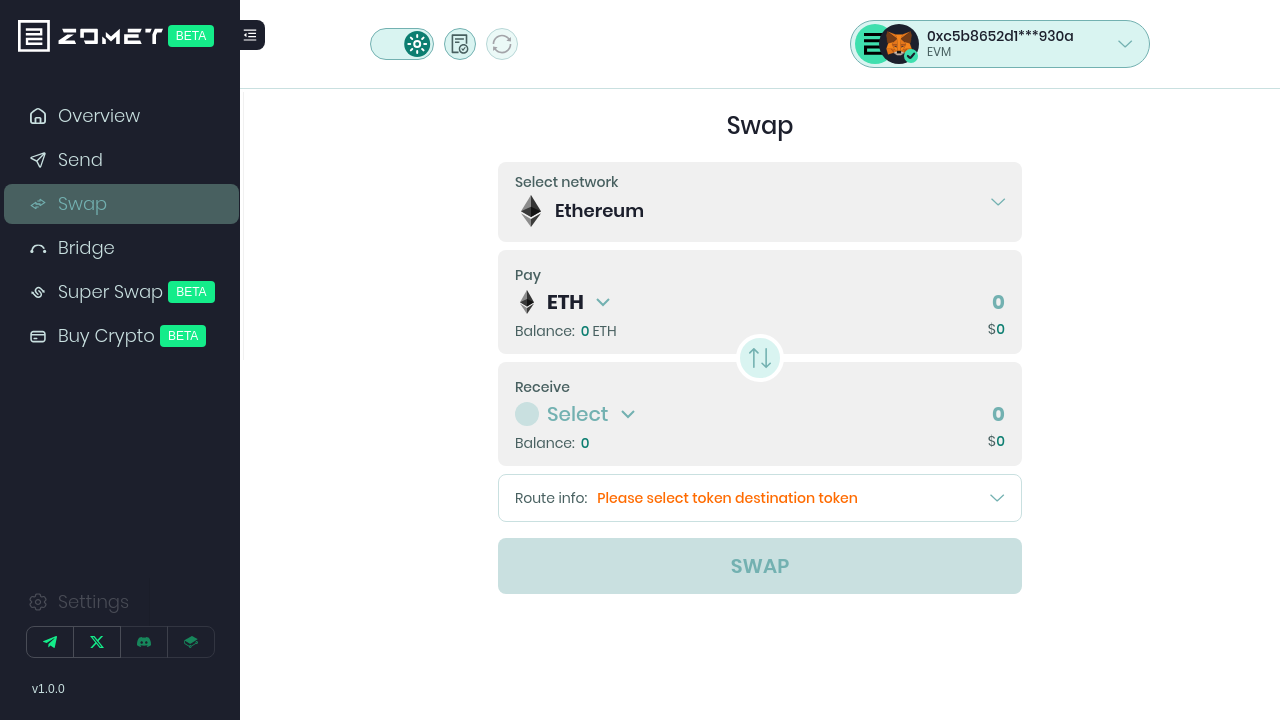 ZOMET BETA
Overview
Send
Swap
Bridge
Super Swap BETA
Buy Crypto BETA
Settings
v1.0.0
0xc5b8652d1***930a
EVM
Swap
Select network
Ethereum
Pay
ETH 0
Balance: 0 ETH $0
Receive
Select 0
Balance: 0 $0
Route info: Please select token destination token
SWAP